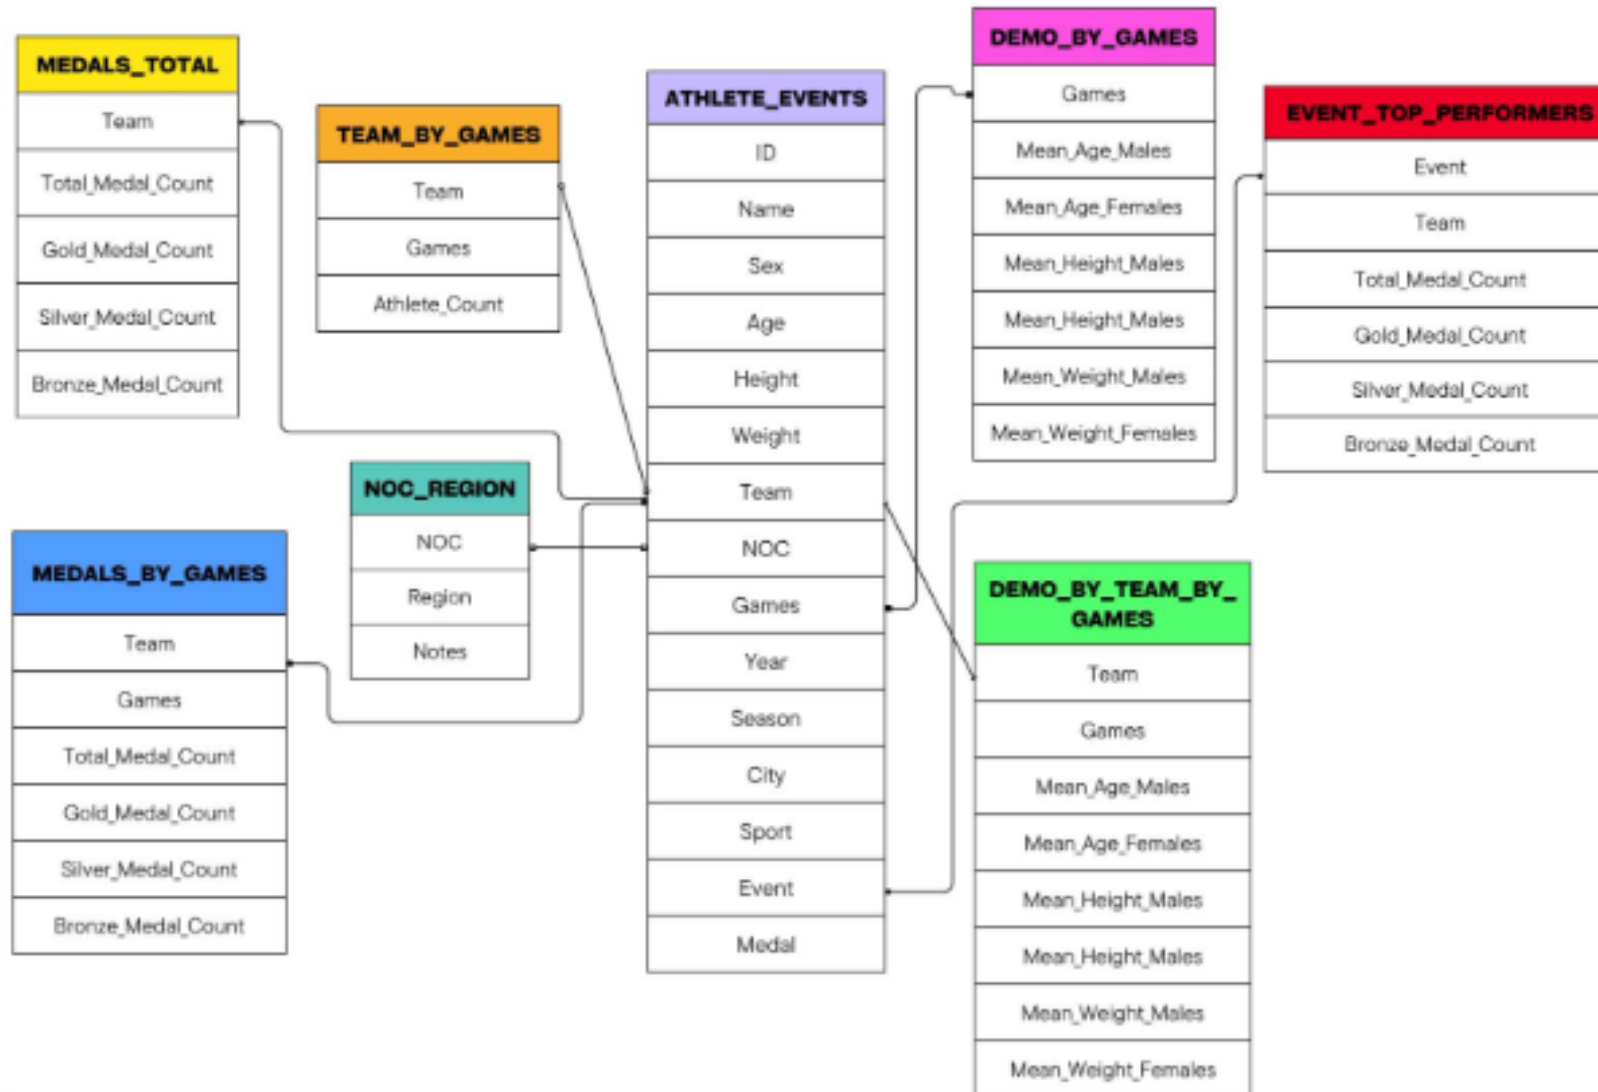 MEDALS_TOTAL
Team
Total_Medal_Count
Gold_Medal_Count
Silver_Medal_Count
Bronze_Medal_Count
TEAM_BY_GAMES
Team
Games
Athlete_Count
NOC_REGION
NOC
Region
Notes
MEDALS_BY_GAMES
Team
Games
Total_Medal_Count
Gold_Medal_Count
Silver_Medal_Count
Bronze_Medal_Count
ATHLETE_EVENTS
ID
Name
Sex
Age
Height
Weight
Team
NOC
Games
Year
Season
City
Sport
Event
Medal
DEMO_BY_GAMES
Games
Mean_Age_Males
Mean_Age_Females
Mean_Height_Males
Mean_Height_Males
Mean_Weight_Males
Mean_Weight_Females
EVENT_TOP_PERFORMERS
Event
Team
Total_Medal_Count
Gold_Medal_Count
Silver_Medal_Count
Bronze_Medal_Count
DEMO_BY_TEAM_BY_
GAMES
Team
Games
Mean_Age_Males
Mean_Age_Females
Mean_Height_Males
Mean_Height_Males
Mean_Weight_Males
Mean_Weight_Females